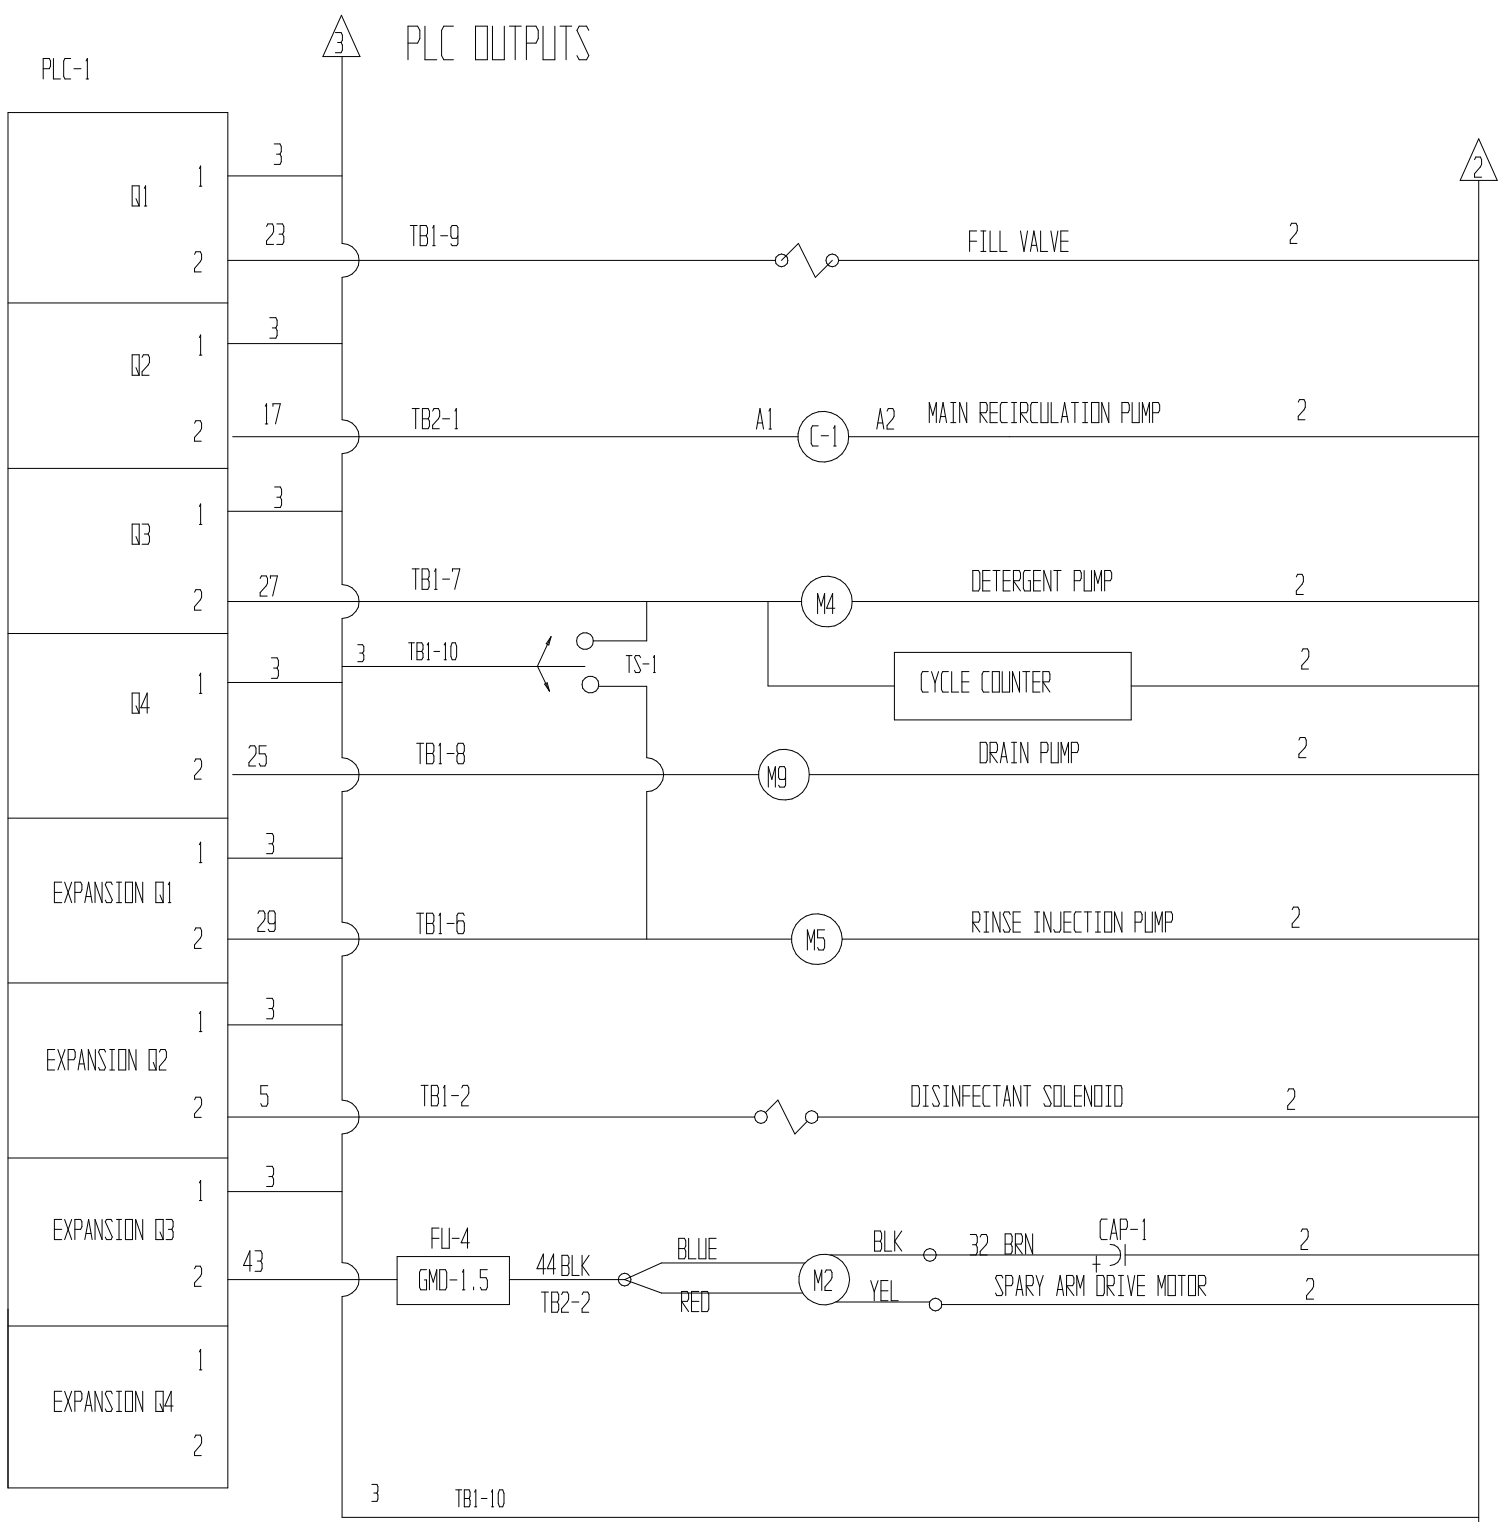 3
PLC OUTPUTS
PLC-1
2
1
3
Q1
2
23
TB1-9
FILL VALVE
2
1
3
Q2
2
17
TB2-1
A1
C-1
A2
MAIN RECIRCULATION PUMP
2
1
3
Q3
2
27
TB1-7
M4
DETERGENT PUMP
2
3
TB1-10
TS-1
1
3
CYCLE COUNTER
2
Q4
2
25
TB1-8
M9
DRAIN PUMP
2
1
3
EXPANSION Q1
2
29
TB1-6
M5
RINSE INJECTION PUMP
2
1
3
EXPANSION Q2
2
5
TB1-2
DISINFECTANT SOLENOID
2
1
3
EXPANSION Q3
2
43
FU-4
GMD-1.5
44 BLK
TB2-2
BLUE
RED
M2
BLK
32 BRN
CAP-1
+
2
YEL
SPARY ARM DRIVE MOTOR
2
1
EXPANSION Q4
2
3
TB1-10